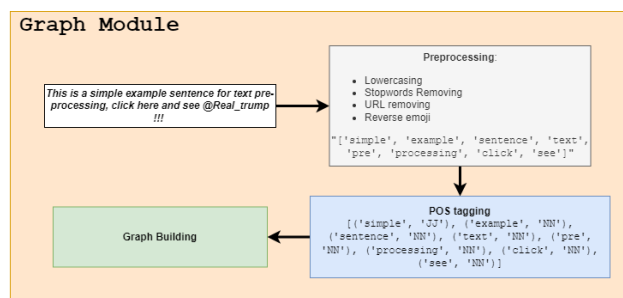 Graph Module
This is a simple example sentence for text pre-
processing, click here and see @Real_trump
!!!
Preprocessing:
• Lowercasing
• Stopwords Removing
• URL removing
• Reverse emoji
"['simple', 'example', 'sentence', 'text',
'pre', 'processing', 'click', 'see']"
POS tagging
[('simple', 'JJ'), ('example', 'NN'),
('sentence', 'NN'), ('text', 'NN'), ('pre',
'NN'), ('processing', 'NN'), ('click', 'NN'),
('see', 'NN')]
Graph Building